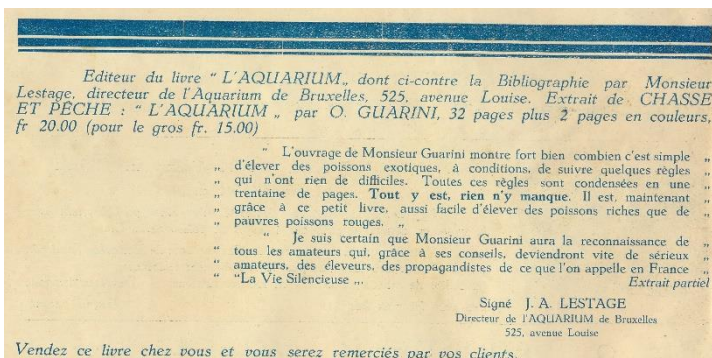 Editeur du livre “ L'AQUARIUM „ dont ci-contre la Bibliographie par Monsieur
Lestage, directeur de l'Aquarium de Bruxelles, 525, avenue Louise. Extrait de CHASSE
ET PÊCHE : “ L'AQUARIUM „ par O. GUARINI, 32 pages plus 2 pages en couleurs,
fr 20.00 (pour le gros fr. 15.00)
“ L'ouvrage de Monsieur Guarini montre fort bien combien c'est simple „
„ d'élever des poissons exotiques, à conditions, de suivre quelques règles „
„ qui n'ont rien de difficiles. Toutes ces règles sont condensées en une „
„ trentaine de pages. Tout y est, rien n'y manque. Il est, maintenant „
„ grâce à ce petit livre, aussi facile d'élever des poissons riches que de „
„ pauvres poissons rouges. „
“ Je suis certain que Monsieur Guarini aura la reconnaissance de „
„ tous les amateurs qui, grâce à ses conseils, deviendront vite de sérieux „
„ amateurs, des éleveurs, des propagandistes de ce que l'on appelle en France „
„ “La Vie Silencieuse „. Extrait partiel
Signé J. A. LESTAGE
Directeur de l'AQUARIUM de Bruxelles
525, avenue Louise
Vendez ce livre chez vous et vous serez remerciés par vos clients.